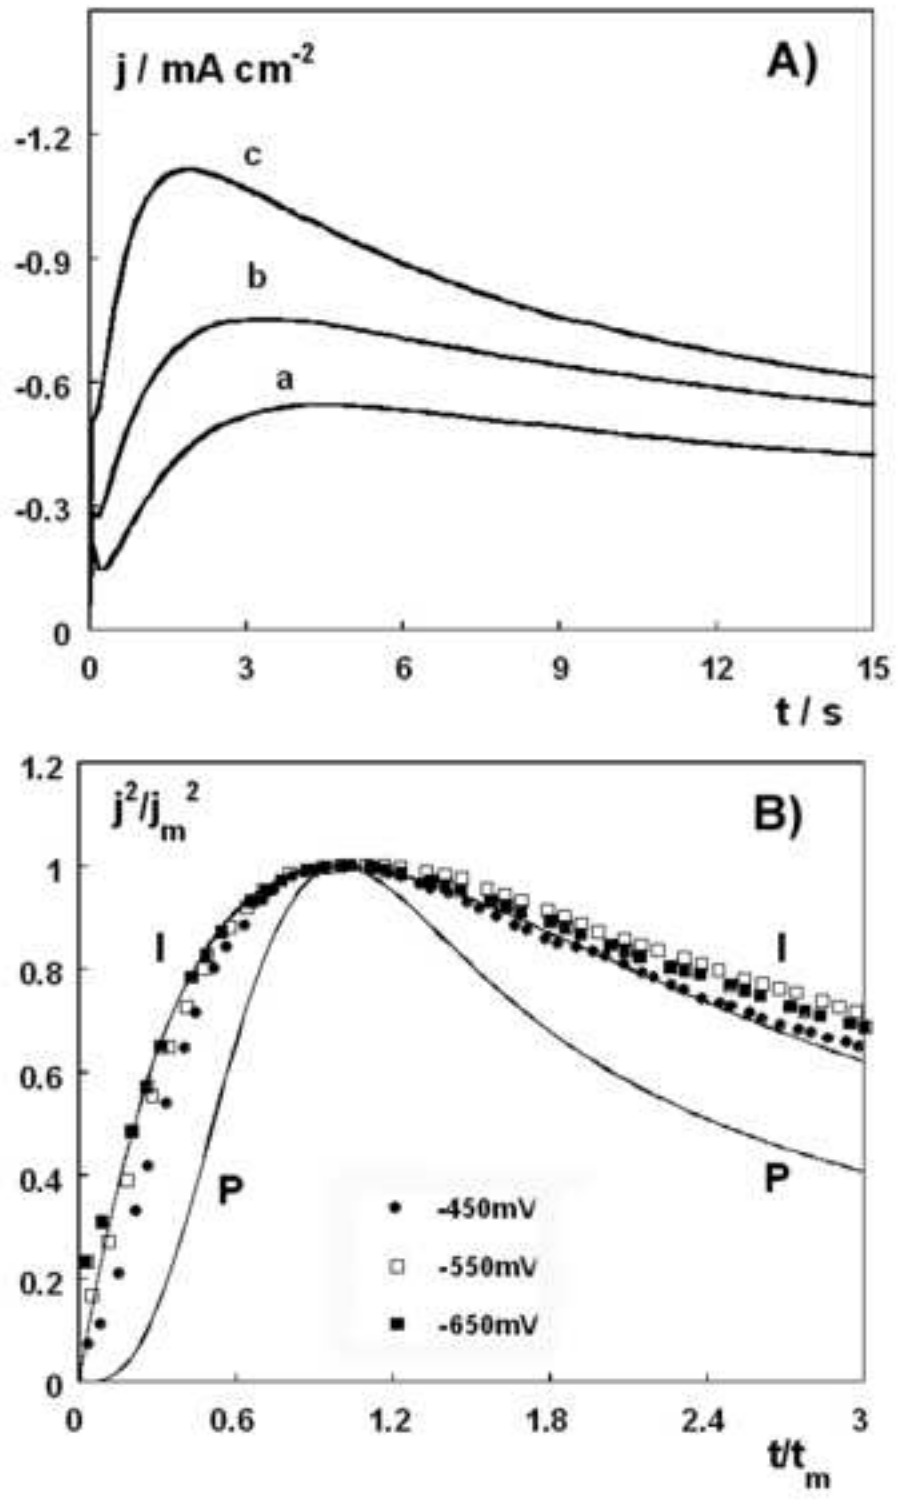 A)
j / mA cm-2
-1.2
c
-0.9
b
-0.6
a
-0.3
0
0 3 6 9 12 15
t / s
1.2
j2/jm2
B)
1
I I
0.8
0.6
0.4
P P
-450mV
-550mV
0.2
-650mV
0
0 0.6 1.2 1.8 2.4 3
t/tm